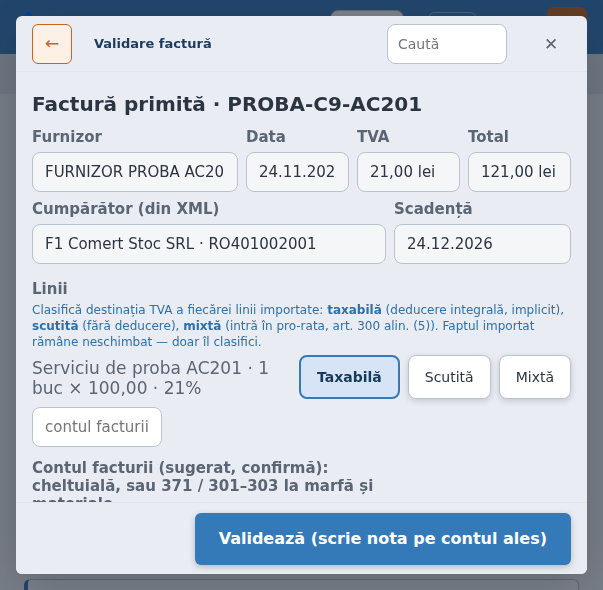 ←
Validare factură
Caută
✕
Factură primită · PROBA-C9-AC201
Furnizor
Data
TVA
Total
FURNIZOR PROBA AC20
24.11.202
21,00 lei
121,00 lei
Cumpărător (din XML)
Scadență
F1 Comert Stoc SRL · RO401002001
24.12.2026
Linii
Clasifică destinația TVA a fiecărei linii importate: taxabilă (deducere integrală, implicit),
scutită (fără deducere), mixtă (intră în pro-rata, art. 300 alin. (5)). Faptul importat
rămâne neschimbat — doar îl clasifici.
Serviciu de proba AC201 · 1
buc × 100,00 · 21%
Taxabilă
Scutită
Mixtă
contul facturii
Contul facturii (sugerat, confirmă):
cheltuială, sau 371 / 301–303 la marfă și
Validează (scrie nota pe contul ales)